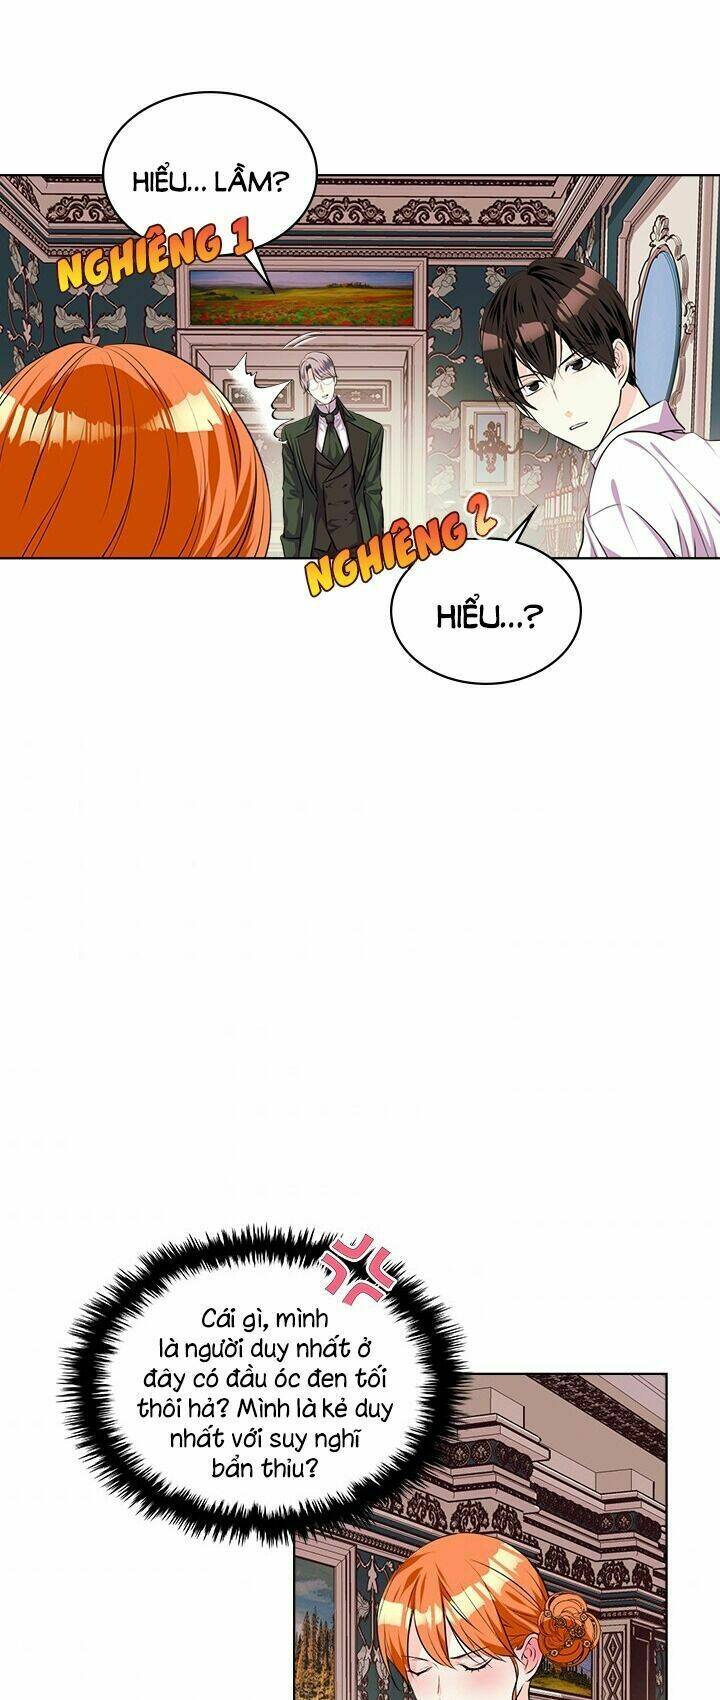 HIỂU... LẦM?
NGHIÊNG 1
NGHIÊNG 2
HIỂU...?
Cái gì, mình
là người duy nhất ở
đây có đầu óc đen tối
thôi hả? Mình là kẻ duy
nhất với suy nghĩ
bẩn thỉu?